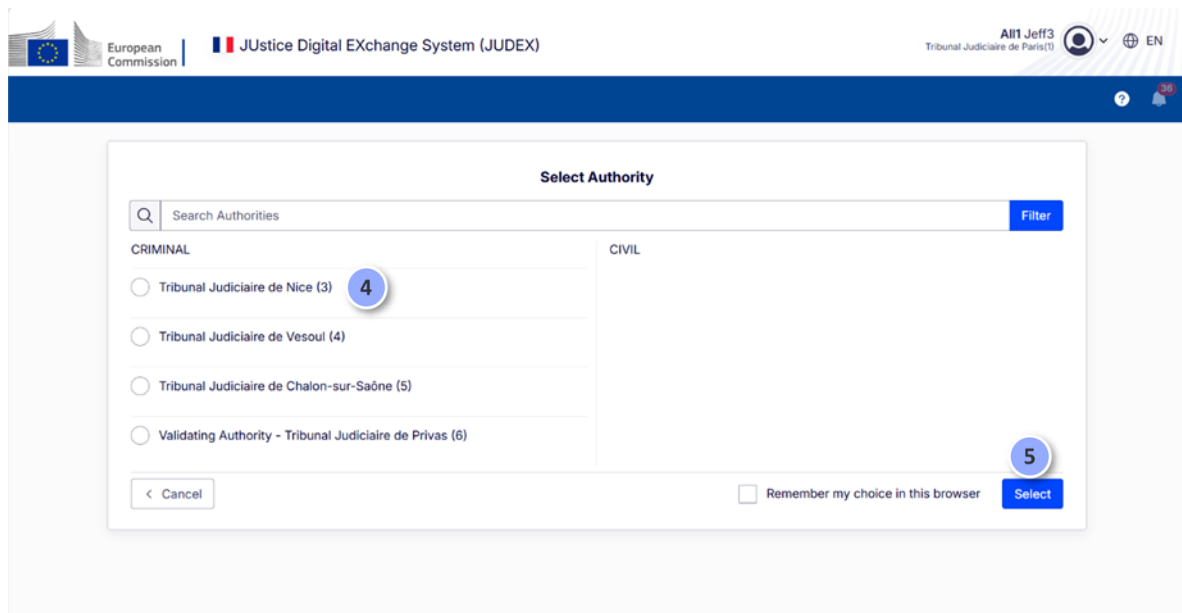 European
Commission
JUstice Digital EXchange System (JUDEX)
All1 Jeff3
Tribunal Judiciaire de Paris(1)
EN
?
36
Select Authority
Search Authorities
Filter
CRIMINAL
CIVIL
Tribunal Judiciaire de Nice (3)
4
Tribunal Judiciaire de Vesoul (4)
Tribunal Judiciaire de Chalon-sur-Saône (5)
Validating Authority - Tribunal Judiciaire de Privas (6)
5
< Cancel
Remember my choice in this browser
Select